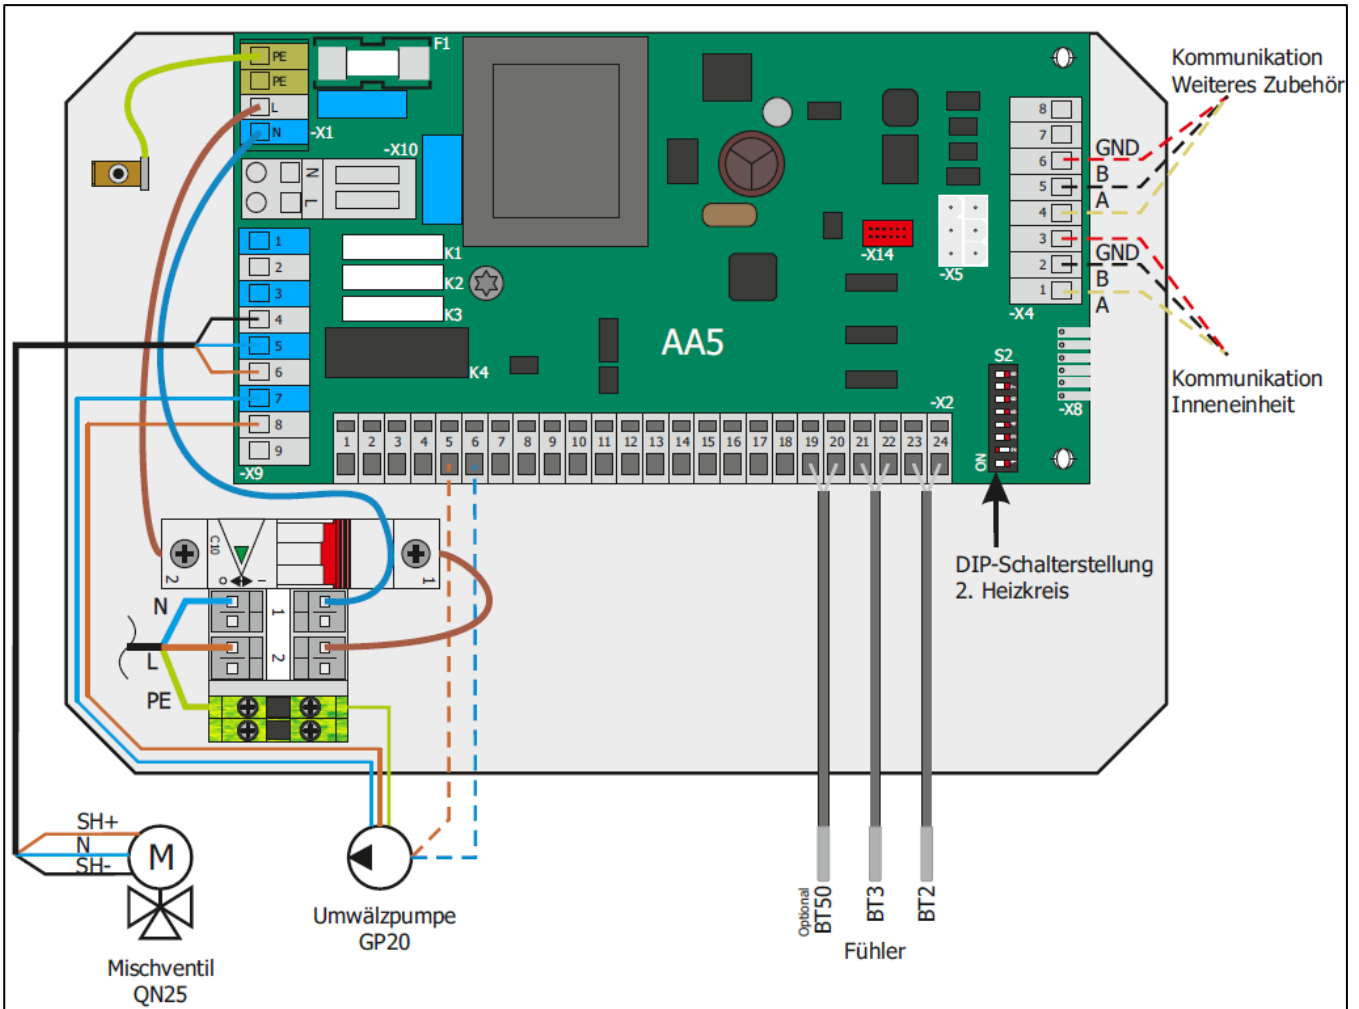 PE
PE
L
N
-X1
F1
-X10
N
L
K1
K2
K3
K4
1
2
3
4
5
6
7
8
9
-X9
AA5
-X14
-X5
8
7
6
5
4
3
2
1
-X4
GND
B
A
GND
B
A
Kommunikation
Weiteres Zubehör
Kommunikation
Inneneinheit
-X8
S2
ON
-X2
1 2 3 4 5 6 7 8 9 10 11 12 13 14 15 16 17 18 19 20 21 22 23 24
DIP-Schalterstellung
2. Heizkreis
2
C10
1
N
L
PE
1
2
SH+
N
SH-
M
Mischventil
QN25
Umwälzpumpe
GP20
Optional
BT50
BT3
BT2
Fühler